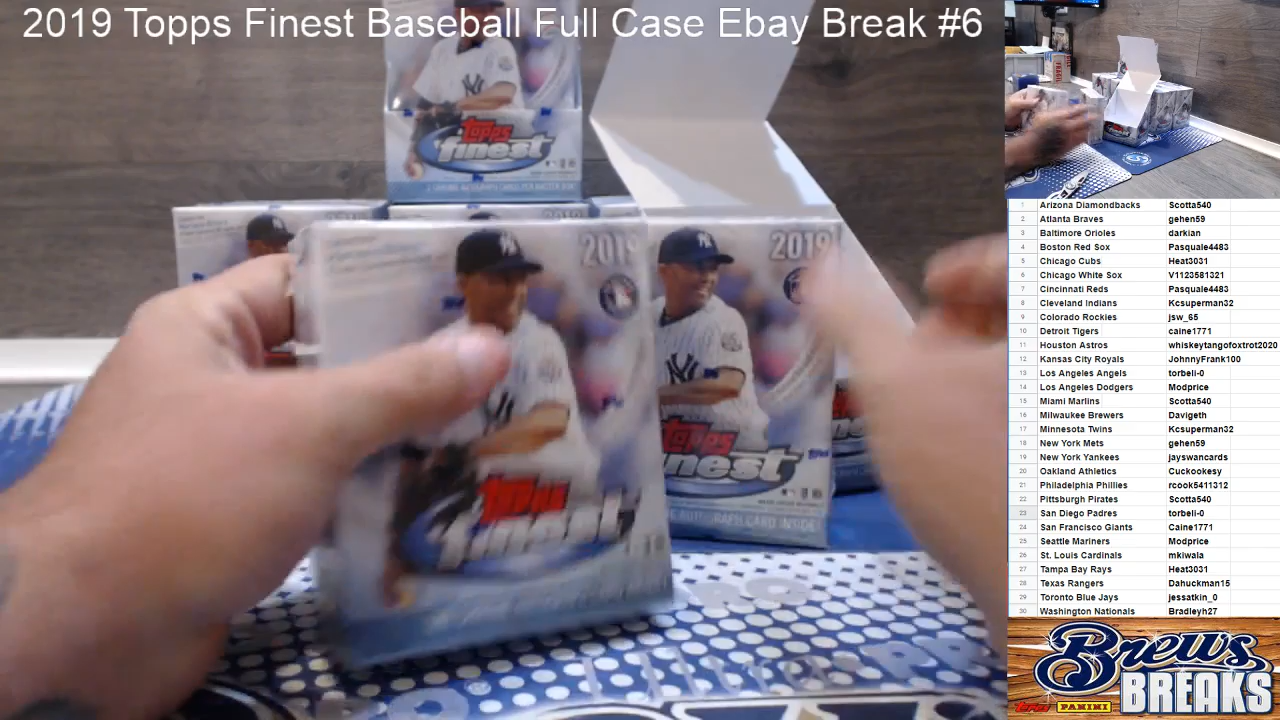 2019 Topps Finest Baseball Full Case Ebay Break #6
topps
finest
2019
2019
topps
finest
1 Arizona Diamondbacks Scotta540
2 Atlanta Braves gehen59
3 Baltimore Orioles darkian
4 Boston Red Sox Pasquale4483
5 Chicago Cubs Heat3031
6 Chicago White Sox V1123581321
7 Cincinnati Reds Pasquale4483
8 Cleveland Indians Kcsuperman32
9 Colorado Rockies jsw_65
10 Detroit Tigers caine1771
11 Houston Astros whiskeytangofoxtrot2020
12 Kansas City Royals JohnnyFrank100
13 Los Angeles Angels torbeli-0
14 Los Angeles Dodgers Modprice
15 Miami Marlins Scotta540
16 Milwaukee Brewers Davigeth
17 Minnesota Twins Kcsuperman32
18 New York Mets gehen59
19 New York Yankees jayswancards
20 Oakland Athletics Cuckookesy
21 Philadelphia Phillies rcook5411312
22 Pittsburgh Pirates Scotta540
23 San Diego Padres torbeli-0
24 San Francisco Giants Caine1771
25 Seattle Mariners Modprice
26 St. Louis Cardinals mkiwala
27 Tampa Bay Rays Heat3031
28 Texas Rangers Dahuckman15
29 Toronto Blue Jays jessatkin_0
30 Washington Nationals Bradleyh27
Brews
BREAKS
topps PANINI